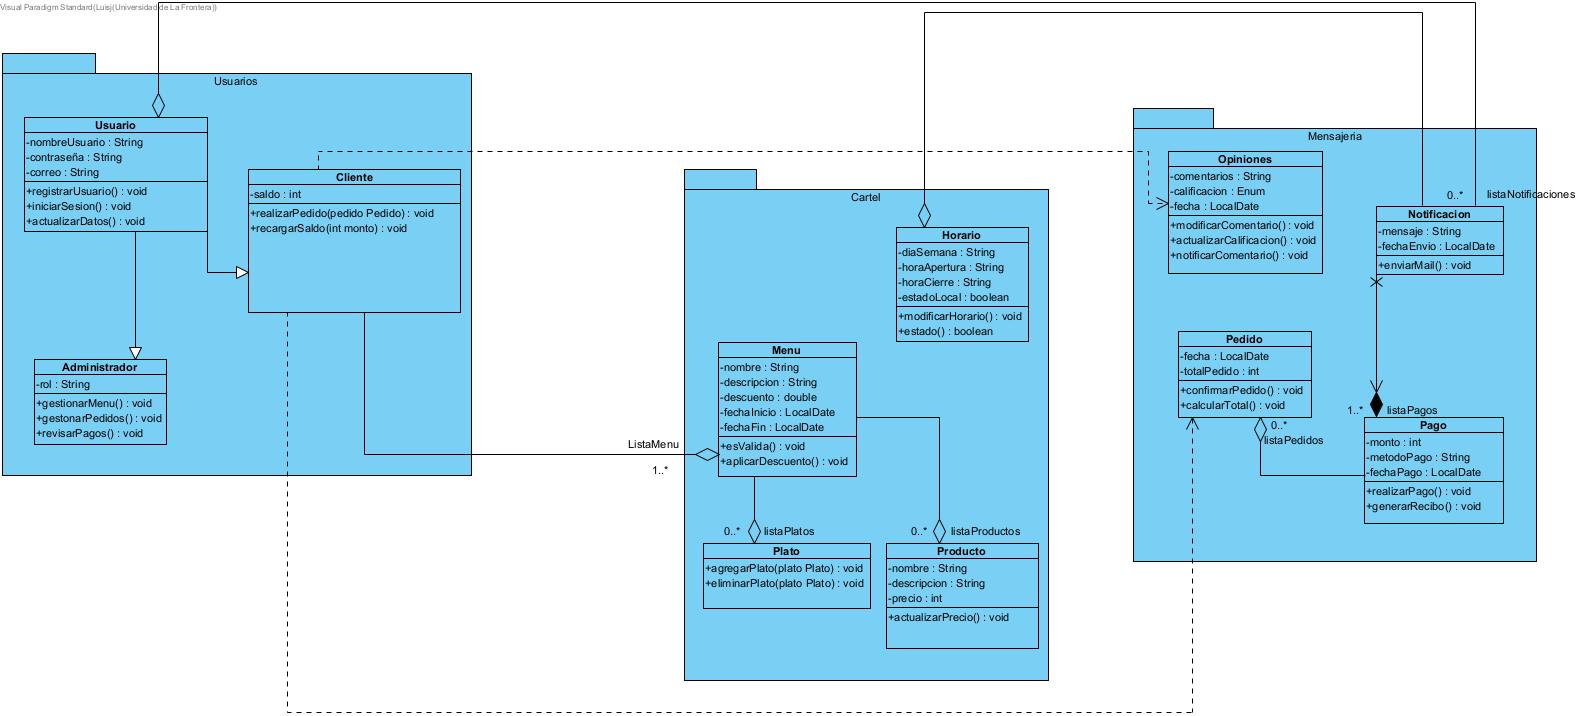 Visual Paradigm Standard(Luisj(Universidad de La Frontera))
Usuarios
Usuario
-nombreUsuario : String
-contraseña : String
-correo : String
+registrarUsuario() : void
+iniciarSesion() : void
+actualizarDatos() : void
Cliente
-saldo : int
+realizarPedido(pedido Pedido) : void
+recargarSaldo(int monto) : void
Administrador
-rol : String
+gestionarMenu() : void
+gestonarPedidos() : void
+revisarPagos() : void
ListaMenu
1..*
Cartel
Horario
-diaSemana : String
-horaApertura : String
-horaCierre : String
-estadoLocal : boolean
+modificarHorario() : void
+estado() : boolean
Menu
-nombre : String
-descripcion : String
-descuento : double
-fechaInicio : LocalDate
-fechaFin : LocalDate
+esValida() : void
+aplicarDescuento() : void
0..*
listaPlatos
0..*
listaProductos
Plato
+agregarPlato(plato Plato) : void
+eliminarPlato(plato Plato) : void
Producto
-nombre : String
-descripcion : String
-precio : int
+actualizarPrecio() : void
Mensajeria
Opiniones
-comentarios : String
-calificacion : Enum
-fecha : LocalDate
+modificarComentario() : void
+actualizarCalificacion() : void
+notificarComentario() : void
0..*
listaNotificaciones
Notificacion
-mensaje : String
-fechaEnvio : LocalDate
+enviarMail() : void
Pedido
-fecha : LocalDate
-totalPedido : int
+confirmarPedido() : void
+calcularTotal() : void
0..*
listaPedidos
1..*
listaPagos
Pago
-monto : int
-metodoPago : String
-fechaPago : LocalDate
+realizarPago() : void
+generarRecibo() : void